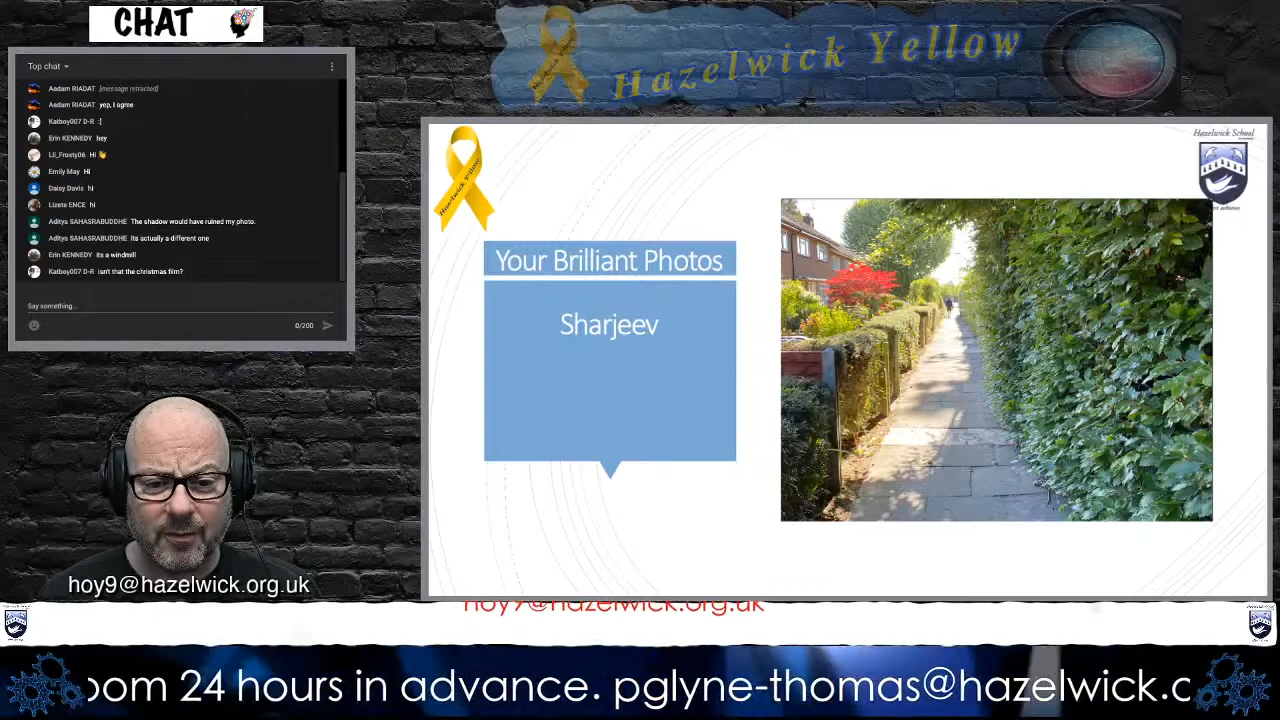 CHAT
Hazelwick Yellow
Top chat
Aadam RIADAT [message retracted]
Aadam RIADAT yep, I agree
Katboy007 D-R :]
Erin KENNEDY hey
Lil_Frosty06 Hi 👋
Emily May Hi
Daisy Davis hi
Lizete ENCE hi
Aditya SAHASRABUDDHE The shadow would have ruined my photo.
Aditya SAHASRABUDDHE Its actually a different one
Erin KENNEDY its a windmill
Katboy007 D-R isn't that the christmas film?
Say something...
0/200
Hazelwick Yellow
Hazelwick School
Your Brilliant Photos
Sharjeev
hoy9@hazelwick.org.uk
hoy9@hazelwick.org.uk
oom 24 hours in advance. pglyne-thomas@hazelwick.c